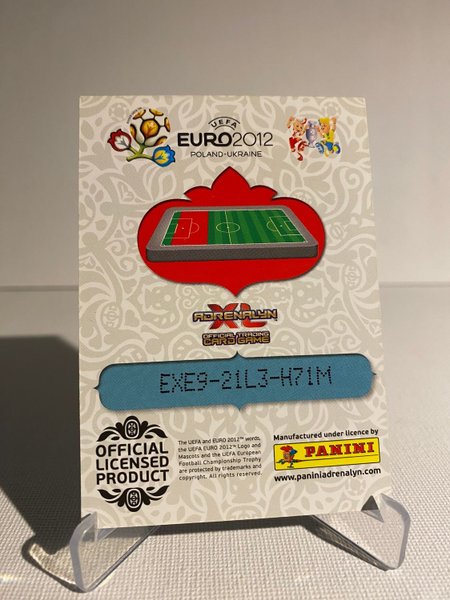 UEFA
EURO2012™
POLAND-UKRAINE
ADRENALYN
XL
OFFICIAL TRADING
CARD GAME
EXE9-21L3-H71M
OFFICIAL
LICENSED
PRODUCT
The UEFA and EURO 2012™ words,
the UEFA EURO 2012™ Logo and
Mascots and the UEFA European
Football Championship Trophy
are protected by trademarks and
copyright. All rights reserved.
Manufactured under licence by
PANINI
www.paniniadrenalyn.com